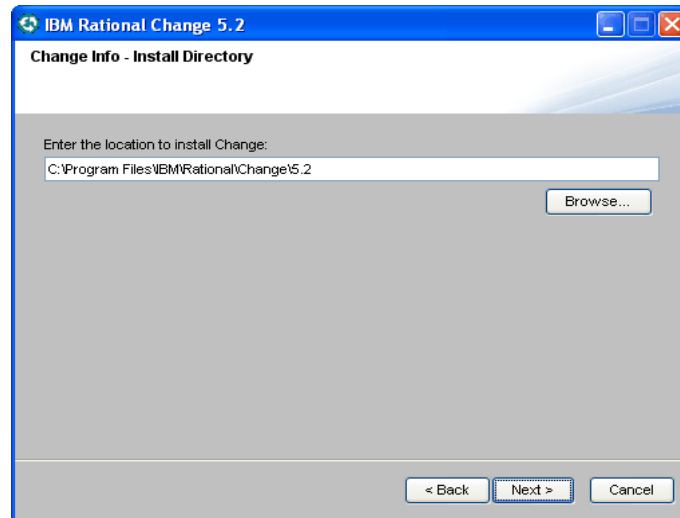 IBM Rational Change 5.2
Change Info - Install Directory
Enter the location to install Change:
C:\Program Files\IBM\Rational\Change\5.2
Browse...
< Back Next > Cancel